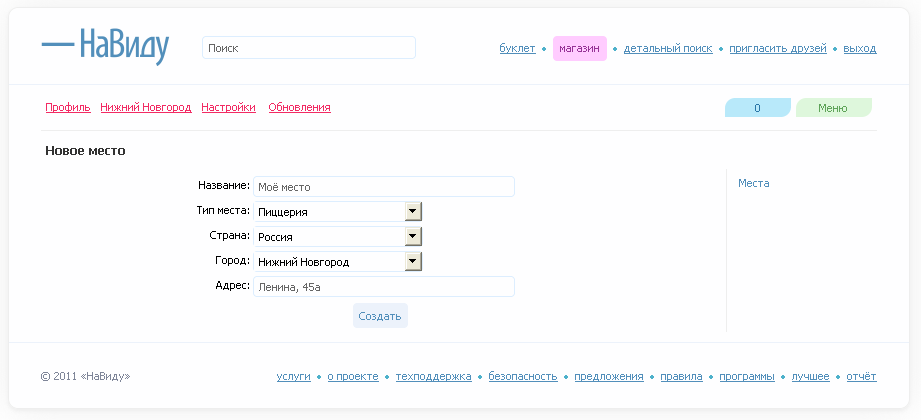 — НаВиду
Поиск
буклет • магазин • детальный поиск • пригласить друзей • выход
Профиль Нижний Новгород Настройки Обновления
0 Меню
Новое место
Название: Моё место
Места
Тип места: Пиццерия
Страна: Россия
Город: Нижний Новгород
Адрес: Ленина, 45а
Создать
© 2011 «НаВиду»
услуги • о проекте • техподдержка • безопасность • предложения • правила • программы • лучшее • отчёт